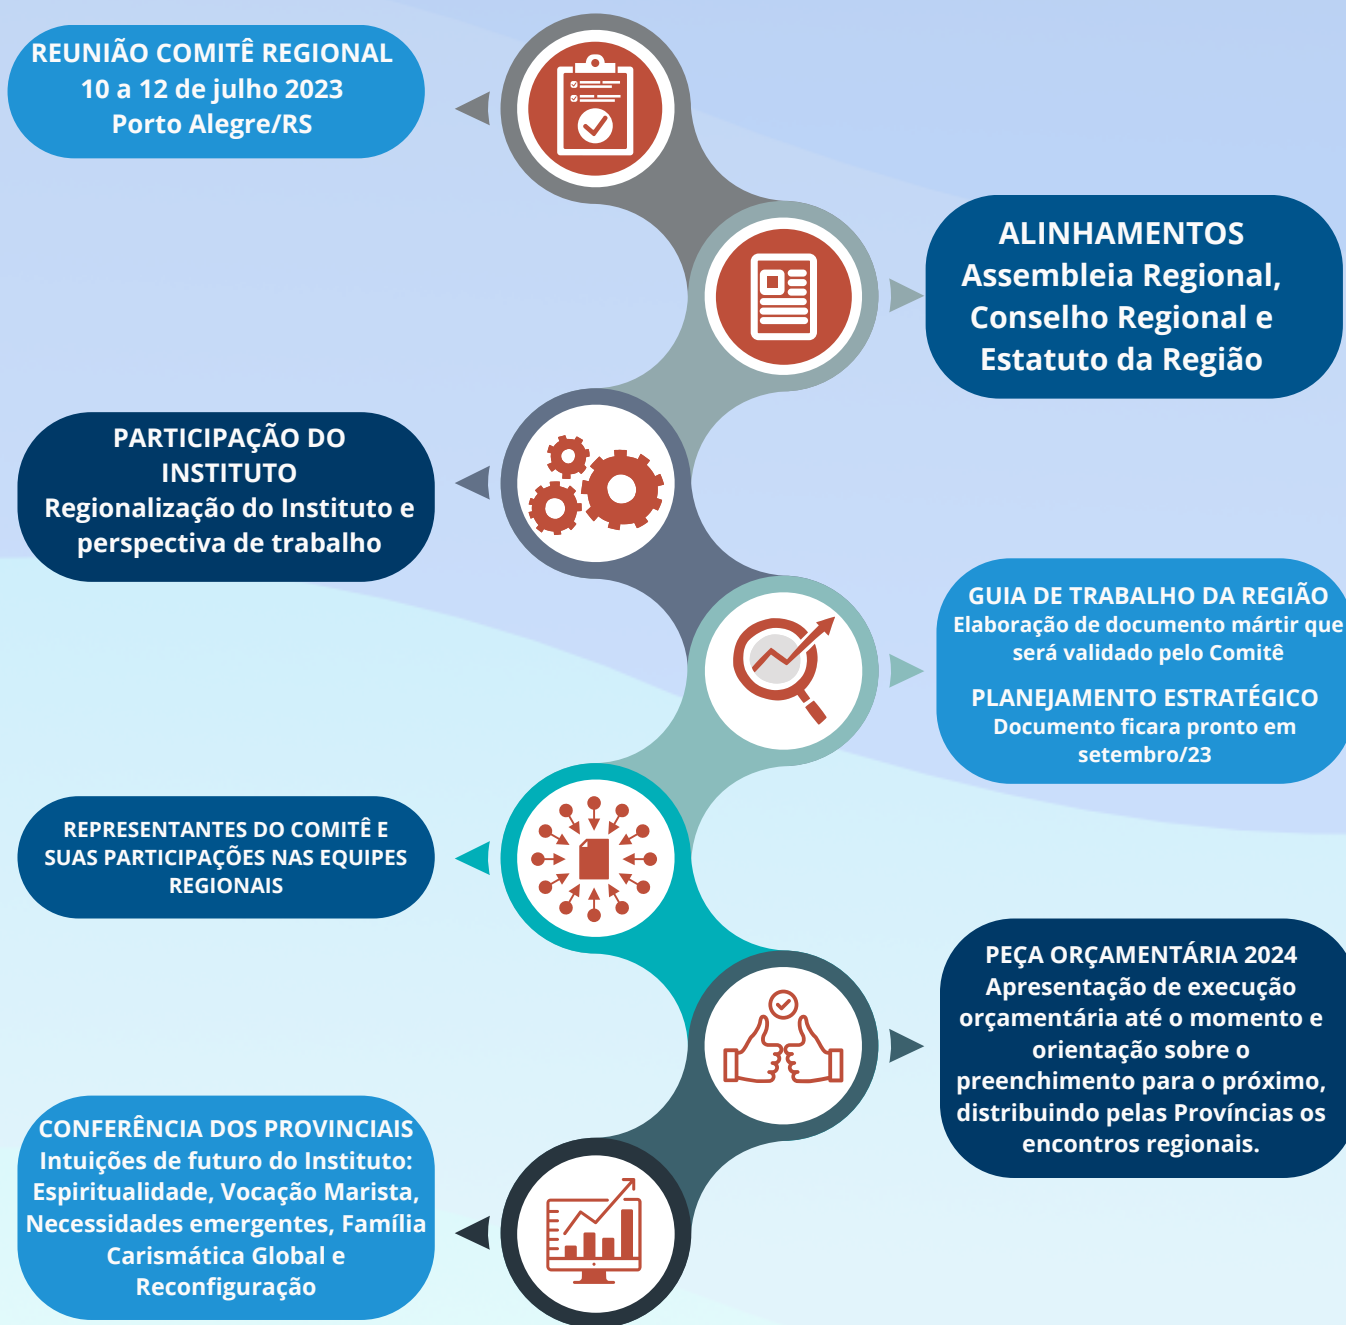 REUNIÃO COMITÊ REGIONAL
10 a 12 de julho 2023
Porto Alegre/RS
ALINHAMENTOS
Assembleia Regional,
Conselho Regional e
Estatuto da Região
PARTICIPAÇÃO DO
INSTITUTO
Regionalização do Instituto e
perspectiva de trabalho
GUIA DE TRABALHO DA REGIÃO
Elaboração de documento mártir que
será validado pelo Comitê
PLANEJAMENTO ESTRATÉGICO
Documento ficara pronto em
setembro/23
REPRESENTANTES DO COMITÊ E
SUAS PARTICIPAÇÕES NAS EQUIPES
REGIONAIS
PEÇA ORÇAMENTÁRIA 2024
Apresentação de execução
orçamentária até o momento e
orientação sobre o
preenchimento para o próximo,
distribuindo pelas Províncias os
encontros regionais.
CONFERÊNCIA DOS PROVINCIAIS
Intuições de futuro do Instituto:
Espiritualidade, Vocação Marista,
Necessidades emergentes, Família
Carismática Global e
Reconfiguração